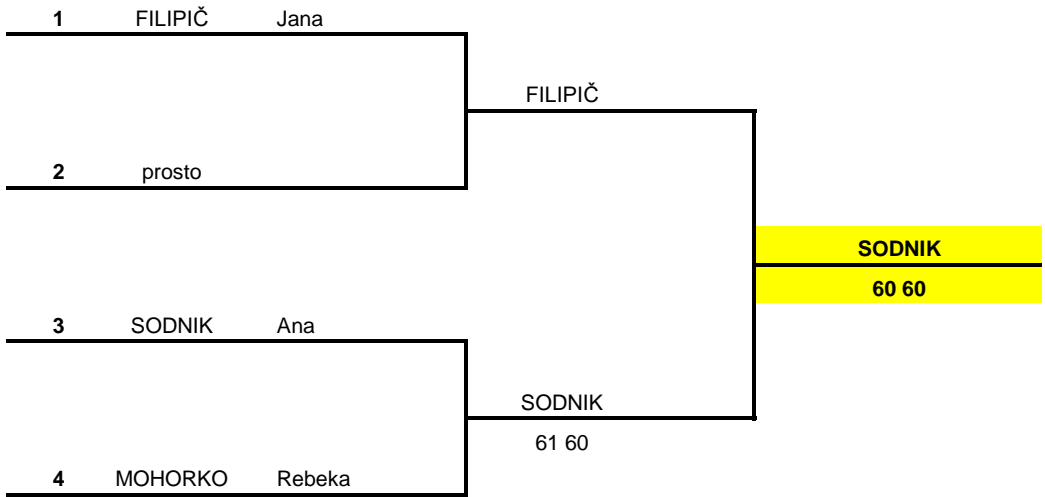 1 FILIPIČ Jana
FILIPIČ
2 prosto
SODNIK
60 60
3 SODNIK Ana
SODNIK
61 60
4 MOHORKO Rebeka